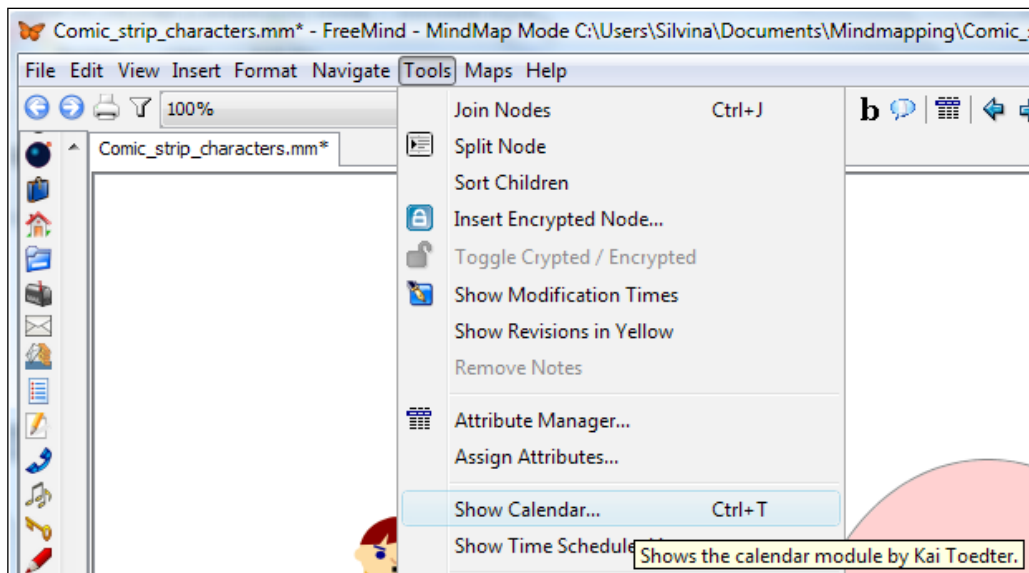 Comic_strip_characters.mm* - FreeMind - MindMap Mode C:\Users\Silvina\Documents\Mindmapping\Comic_
File Edit View Insert Format Navigate Tools Maps Help
100%
b
Comic_strip_characters.mm*
Join Nodes Ctrl+J
Split Node
Sort Children
Insert Encrypted Node...
Toggle Crypted / Encrypted
Show Modification Times
Show Revisions in Yellow
Remove Notes
Attribute Manager...
Assign Attributes...
Show Calendar... Ctrl+T
Show Time Schedule
Shows the calendar module by Kai Toedter.